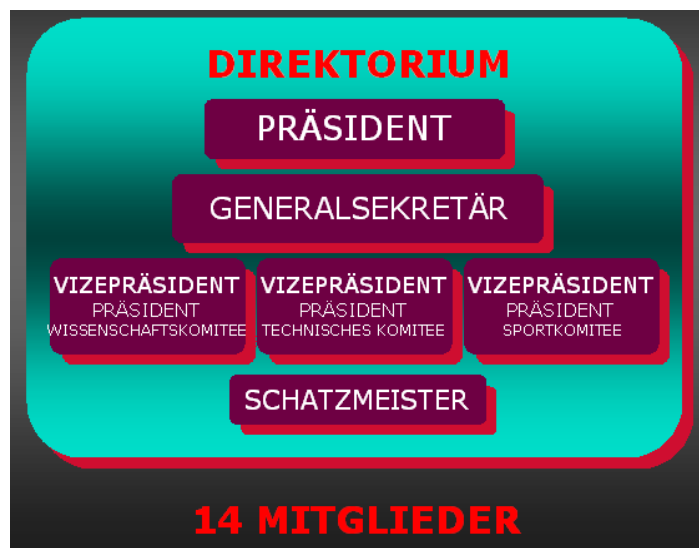 DIREKTORIUM
PRÄSIDENT
GENERALSEKRETÄR
VIZEPRÄSIDENT
PRÄSIDENT
WISSENSCHAFTSKOMITEE
VIZEPRÄSIDENT
PRÄSIDENT
TECHNISCHES KOMITEE
VIZEPRÄSIDENT
PRÄSIDENT
SPORTKOMITEE
SCHATZMEISTER
14 MITGLIEDER